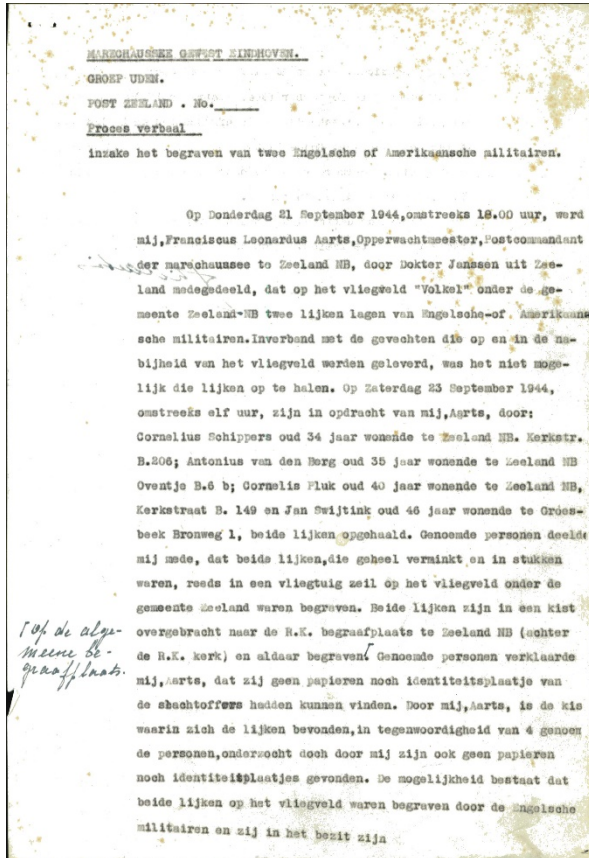 MARECHAUSSEE GEWEST EINDHOVEN.
GROEP UDEN.
POST ZEELAND . No.______
Proces verbaal
inzake het begraven van twee Engelsche of Amerikaansche militairen.
Op Donderdag 21 September 1944,omstreeks 18.00 uur, werd
mij,Franciscus Leonardus Aarts,Opperwachtmeester,Postcommandant
der marechaussee te Zeeland NB, door Dokter Janssen uit Zee-
land medegedeeld, dat op het vliegveld "Volkel" onder de ge-
meente Zeeland-NB twee lijken lagen van Engelsche-of Amerikaan-
sche militairen.Inverband met de gevechten die op en in de na-
bijheid van het vliegveld werden geleverd, was het niet moge-
lijk die lijken op te halen. Op Zaterdag 23 September 1944,
omstreeks elf uur, zijn in opdracht van mij,Aarts, door:
Cornelius Schippers oud 34 jaar wonende te Zeeland NB. Kerkstr.
B.206; Antonius van den Berg oud 35 jaar wonende te Zeeland NB
Oventje B.6 b; Cornelis Pluk oud 40 jaar wonende te Zeeland NB,
Kerkstraat B. 149 en Jan Swijtink oud 46 jaar wonende te Groes-
beek Bronweg 1, beide lijken opgehaald. Genoemde personen deelde
mij mede, dat beide lijken,die geheel verminkt en in stukken
waren, reeds in een vliegtuig zeil op het vliegveld onder de
gemeente Zeeland waren begraven. Beide lijken zijn in een kist
overgebracht naar de R.K. begraafplaats te Zeeland NB (achter
de R.K. kerk) en aldaar begraven⌈ Genoemde personen verklaarde
⌈ op de alge-
meene be-
graafplaats.
mij,Aarts, dat zij geen papieren noch identiteitsplaatje van
de shachtoffers hadden kunnen vinden. Door mij,Aarts, is de kis
waarin zich de lijken bevonden,in tegenwoordigheid van 4 genoem
de personen,onderzocht doch door mij zijn ook geen papieren
noch identiteitsplaatjes gevonden. De mogelijkheid bestaat dat
beide lijken op het vliegveld waren begraven door de Engelsche
militairen en zij in het bezit zijn